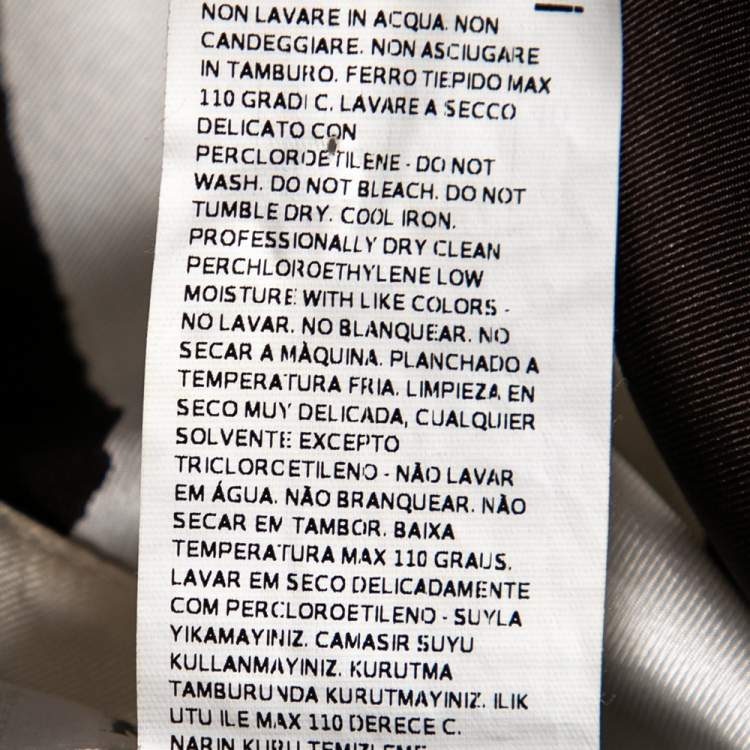 NON LAVARE IN ACQUA. NON
CANDEGGIARE. NON ASCIUGARE
IN TAMBURO. FERRO TIEPIDO MAX
110 GRADI C. LAVARE A SECCO
DELICATO CON
PERCLOROETILENE - DO NOT
WASH. DO NOT BLEACH. DO NOT
TUMBLE DRY. COOL IRON.
PROFESSIONALLY DRY CLEAN
PERCHLOROETHYLENE LOW
MOISTURE WITH LIKE COLORS -
NO LAVAR. NO BLANQUEAR. NO
SECAR A MÀQUINA. PLANCHADO A
TEMPERATURA FRIA. LIMPIEZA EN
SECO MUY DELICADA, CUALQUIER
SOLVENTE EXCEPTO
TRICLOROETILENO - NÃO LAVAR
EM ÁGUA. NÃO BRANQUEAR. NÃO
SECAR EM TAMBOR. BAIXA
TEMPERATURA MAX 110 GRAUS.
LAVAR EM SECO DELICADAMENTE
COM PERCLOROETILENO - SUYLA
YIKAMAYINIZ. CAMASIR SUYU
KULLANMAYINIZ. KURUTMA
TAMBURUNDA KURUTMAYINIZ. ILIK
UTU ILE MAX 110 DERECE C.
NARIN KURU TEMIZLEME